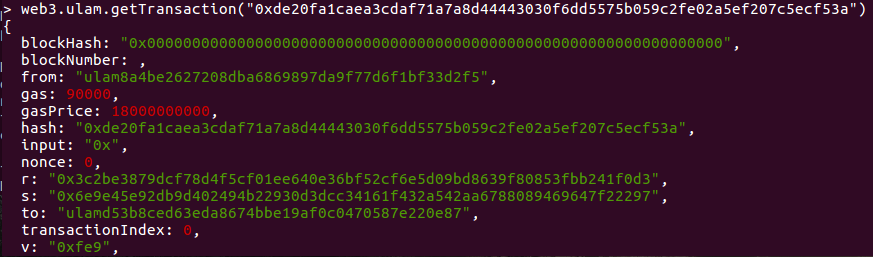 > web3.ulam.getTransaction("0xde20fa1caea3cdaf71a7a8d44443030f6dd5575b059c2fe02a5ef207c5ecf53a")
{
blockHash: "0x0000000000000000000000000000000000000000000000000000000000000000",
blockNumber: ,
from: "ulam8a4be2627208dba6869897da9f77d6f1bf33d2f5",
gas: 90000,
gasPrice: 18000000000,
hash: "0xde20fa1caea3cdaf71a7a8d44443030f6dd5575b059c2fe02a5ef207c5ecf53a",
input: "0x",
nonce: 0,
r: "0x3c2be3879dcf78d4f5cf01ee640e36bf52cf6e5d09bd8639f80853fbb241f0d3",
s: "0x6e9e45e92db9d402494b22930d3dcc34161f432a542aa6788089469647f22297",
to: "ulamd53b8ced63eda8674bbe19af0c0470587e220e87",
transactionIndex: 0,
v: "0xfe9",